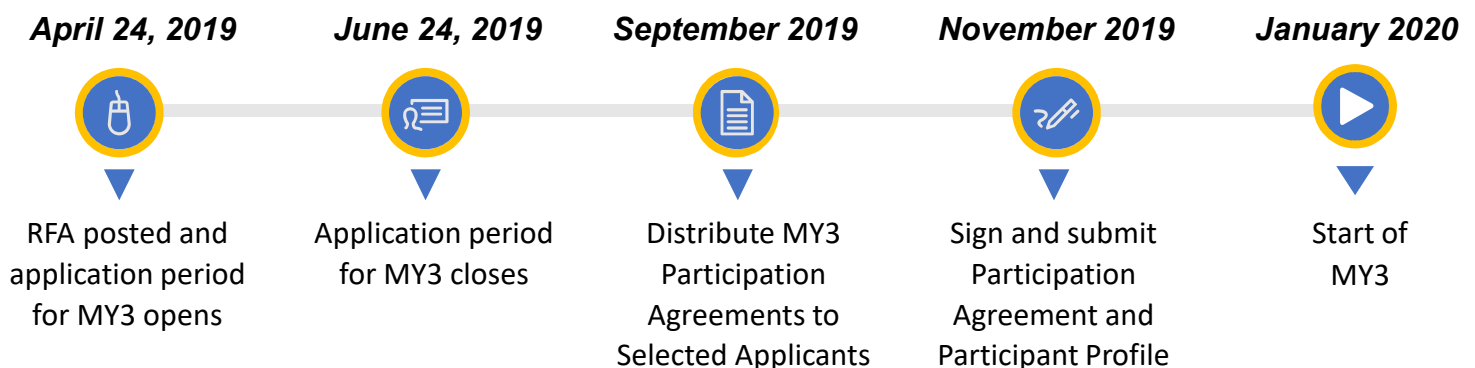 April 24, 2019
June 24, 2019
September 2019
November 2019
January 2020
RFA posted and
application period
for MY3 opens
Application period
for MY3 closes
Distribute MY3
Participation
Agreements to
Selected Applicants
Sign and submit
Participation
Agreement and
Participant Profile
Start of
MY3